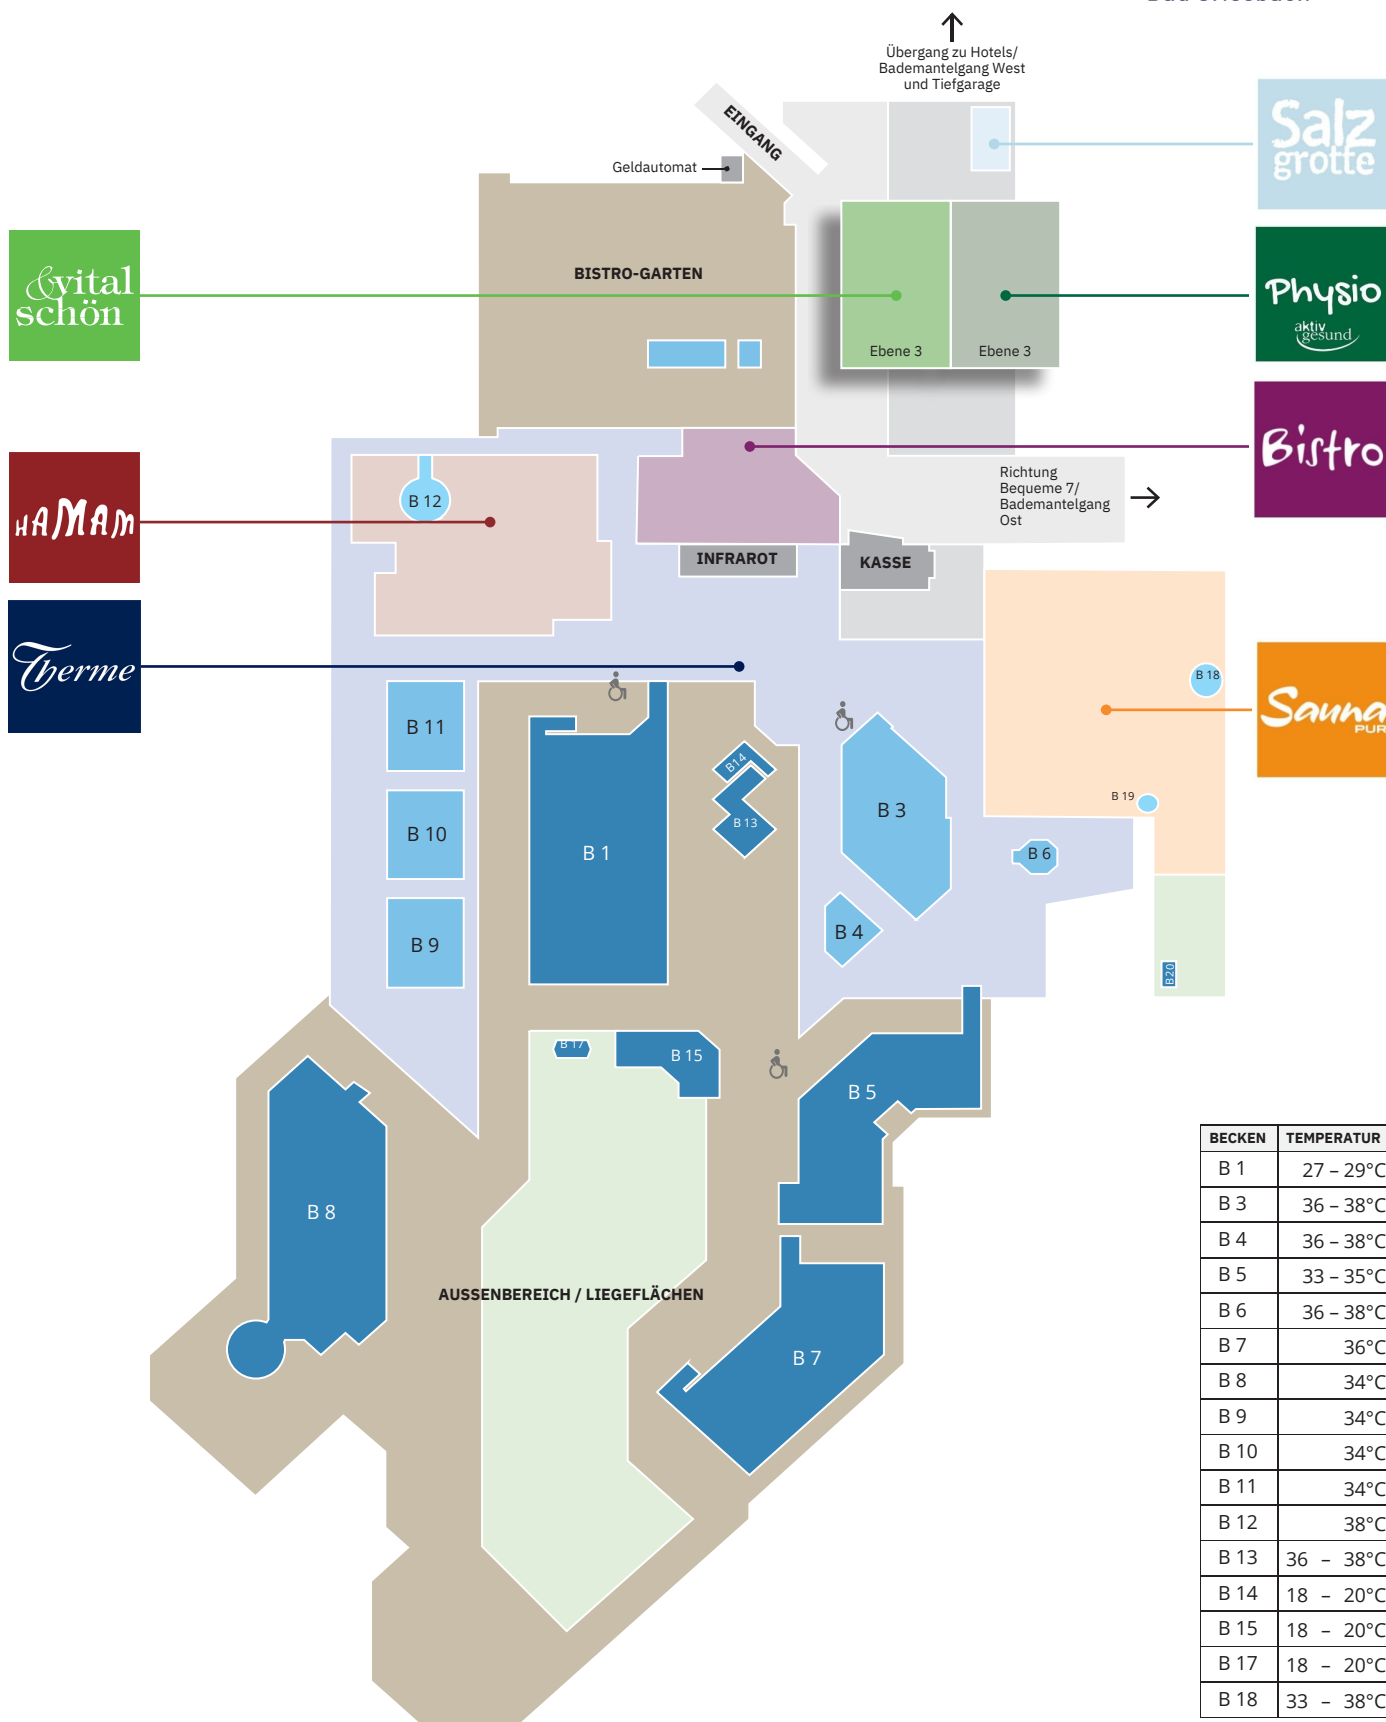 Übergang zu Hotels/
Bademantelgang West
und Tiefgarage
EINGANG
Geldautomat
Salz
grotte
&vital
schön
BISTRO-GARTEN
Physio
aktiv
gesund
Ebene 3
Ebene 3
Bistro
HAMAM
B 12
Richtung
Bequeme 7/
Bademantelgang
Ost
INFRAROT
KASSE
Therme
Sauna
PUR
B 18
B 11
B14
B 19
B 3
B 13
B 10
B 1
B 6
B 4
B 9
B20
B 17
B 15
B 5
B 8
AUSSENBEREICH / LIEGEFLÄCHEN
B 7
BECKEN TEMPERATUR
B 1 27 – 29°C
B 3 36 – 38°C
B 4 36 – 38°C
B 5 33 – 35°C
B 6 36 – 38°C
B 7 36°C
B 8 34°C
B 9 34°C
B 10 34°C
B 11 34°C
B 12 38°C
B 13 36 – 38°C
B 14 18 – 20°C
B 15 18 – 20°C
B 17 18 – 20°C
B 18 33 – 38°C